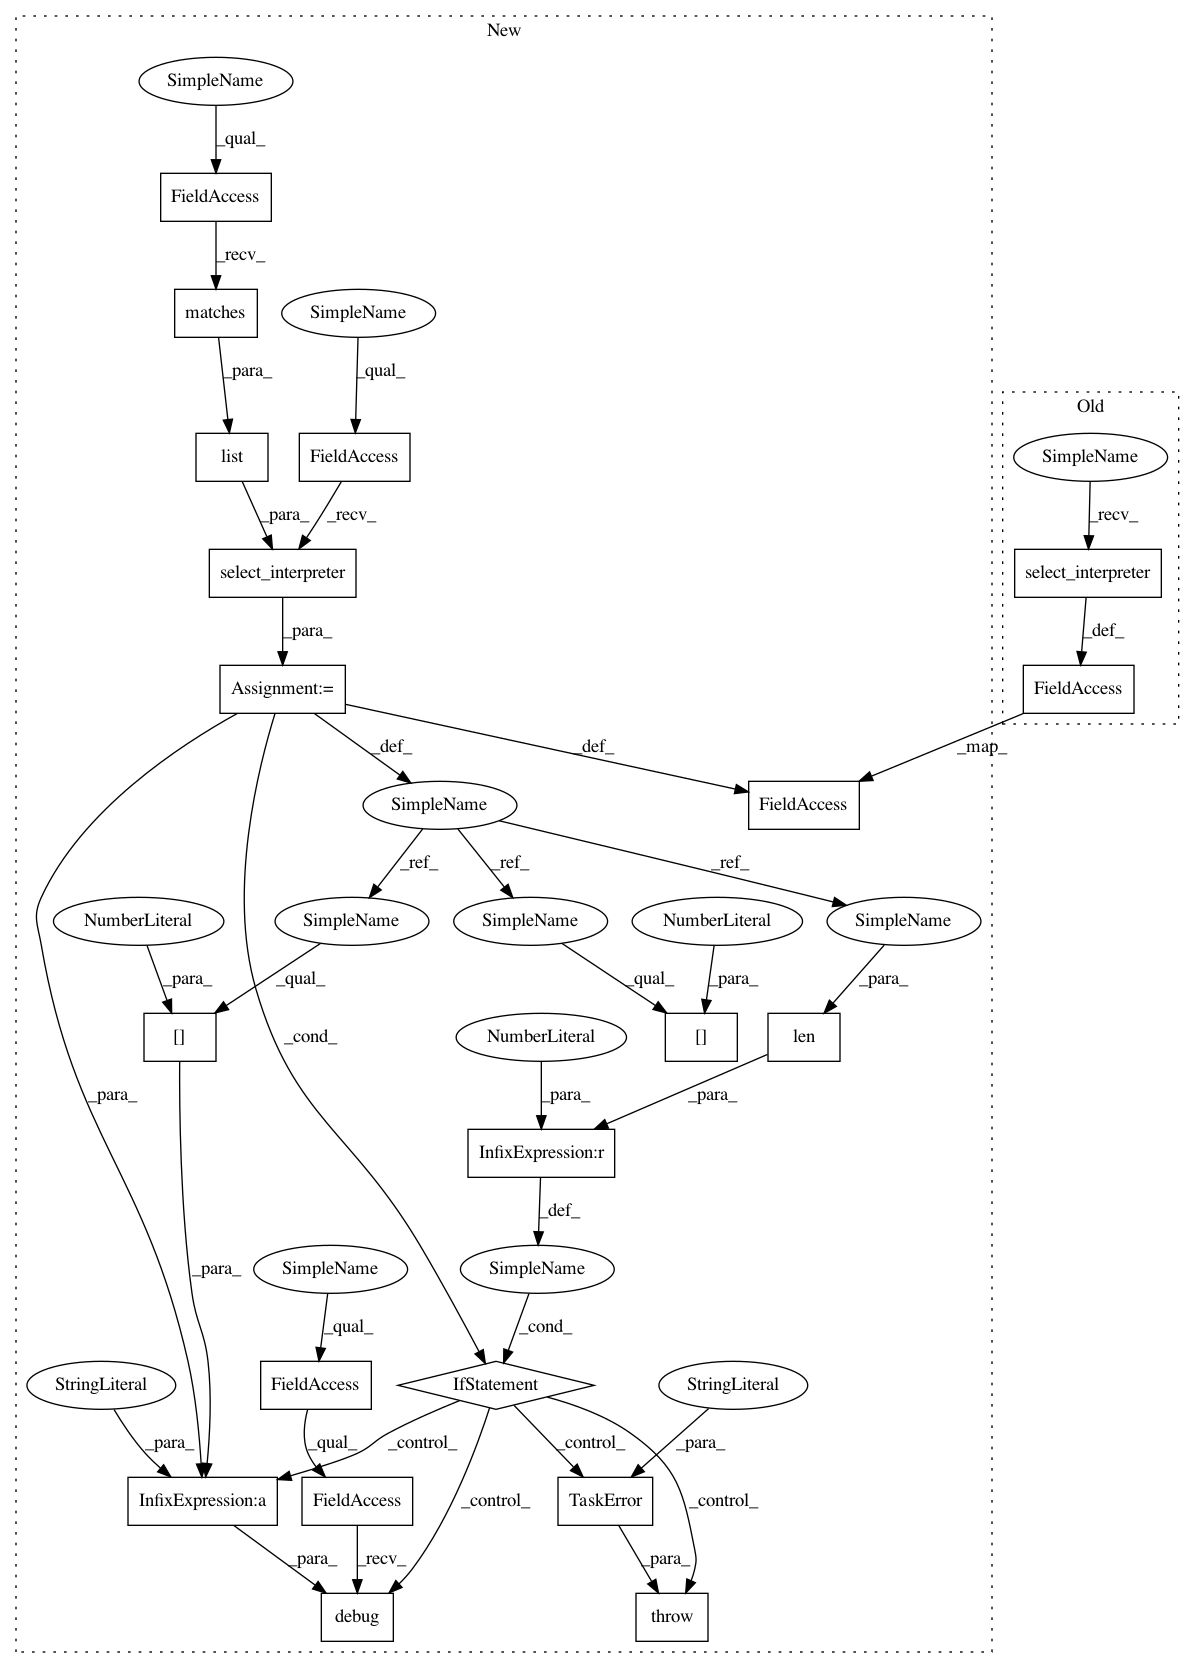 New
SimpleName
_qual_
FieldAccess
_recv_
matches
SimpleName
_para_
_qual_
Old
list
FieldAccess
SimpleName
_para_
_recv_
_recv_
select_interpreter
select_interpreter
_para_
_def_
Assignment:=
FieldAccess
_def_
_def_
_map_
SimpleName
FieldAccess
_ref_
_ref_
_ref_
NumberLiteral
SimpleName
SimpleName
NumberLiteral
SimpleName
_para_
_qual_
_qual_
_para_
_para_
[]
_cond_
NumberLiteral
[]
len
_para_
_para_
_para_
InfixExpression:r
_def_
_para_
SimpleName
SimpleName
_qual_
_cond_
StringLiteral
FieldAccess
IfStatement
StringLiteral
_para_
_qual_
_control_
_control_
_para_
InfixExpression:a
FieldAccess
_control_
TaskError
_control_
_para_
_recv_
_para_
debug
throw